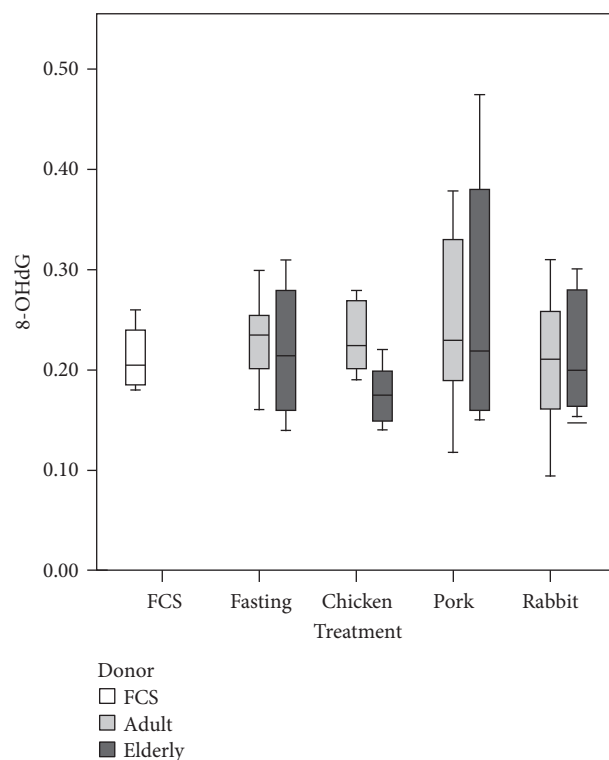 8-OHdG
0.50
0.40
0.30
0.20
0.10
0.00
FCS Fasting Chicken Pork Rabbit
Treatment
Donor
FCS
Adult
Elderly